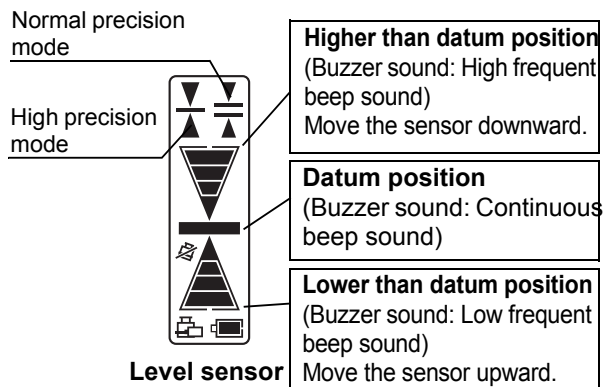 Normal precision
mode
High precision
mode
Higher than datum position
(Buzzer sound: High frequent
beep sound)
Move the sensor downward.
Datum position
(Buzzer sound: Continuous
beep sound)
Lower than datum position
(Buzzer sound: Low frequent
beep sound)
Move the sensor upward.
Level sensor